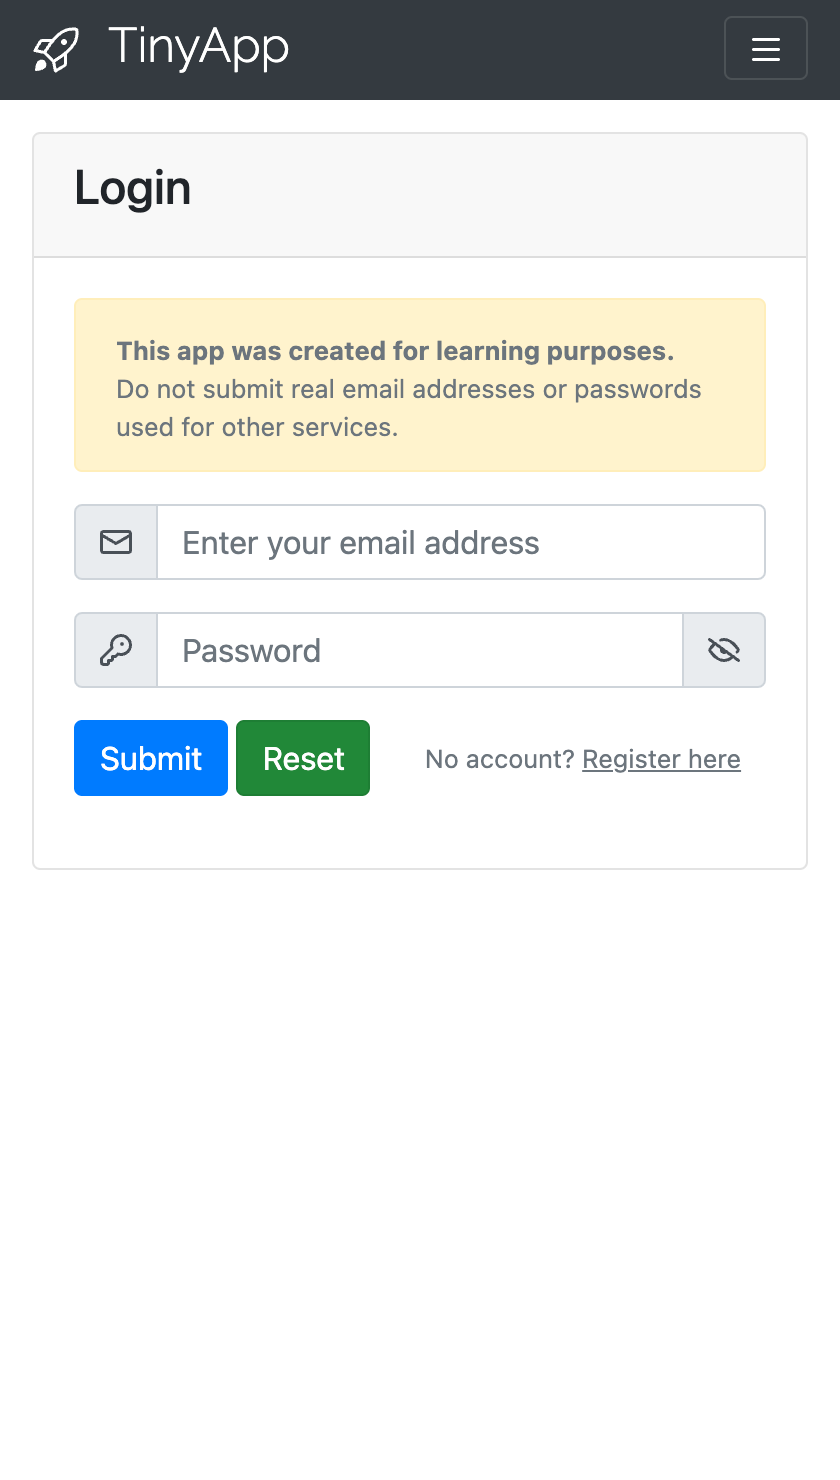 TinyApp
Login
This app was created for learning purposes.
Do not submit real email addresses or passwords
used for other services.
Enter your email address
Password
Submit Reset No account? Register here